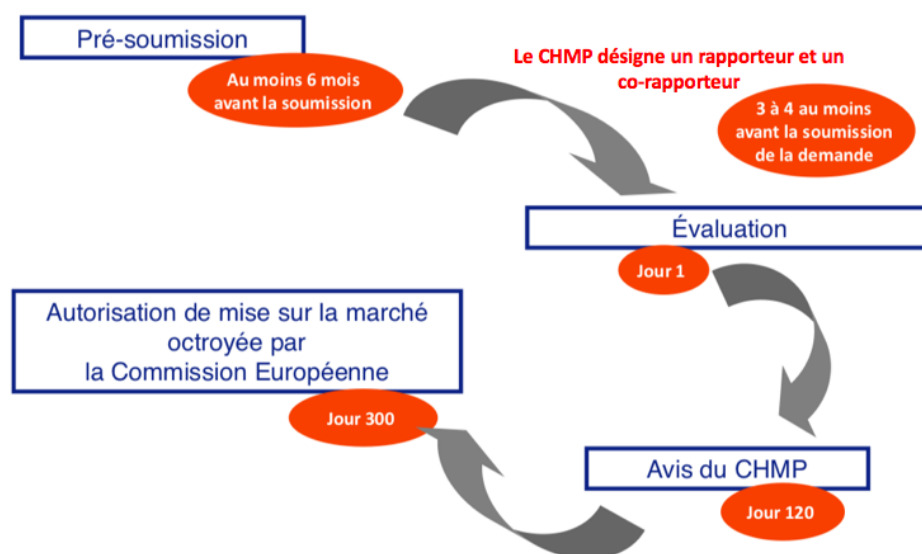 Pré-soumission
Au moins 6 mois
avant la soumission
Le CHMP désigne un rapporteur et un
co-rapporteur
3 à 4 au moins
avant la soumission
de la demande
Évaluation
Jour 1
Autorisation de mise sur la marché
octroyée par
la Commission Européenne
Jour 300
Avis du CHMP
Jour 120